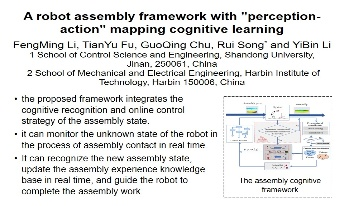 A robot assembly framework with "perception-
action" mapping cognitive learning
FengMing Li, TianYu Fu, GuoQing Chu, Rui Song* and YiBin Li
1 School of Control Science and Engineering, Shandong University,
Jinan, 250061, China
2 School of Mechanical and Electrical Engineering, Harbin Institute of
Technology, Harbin 150006, China
• the proposed framework integrates the
cognitive recognition and online control
strategy of the assembly state.
• it can monitor the unknown state of the robot
in the process of assembly contact in real time
• It can recognize the new assembly state,
update the assembly experience knowledge
base in real time, and guide the robot to
complete the assembly work
The assembly cognitive
framework